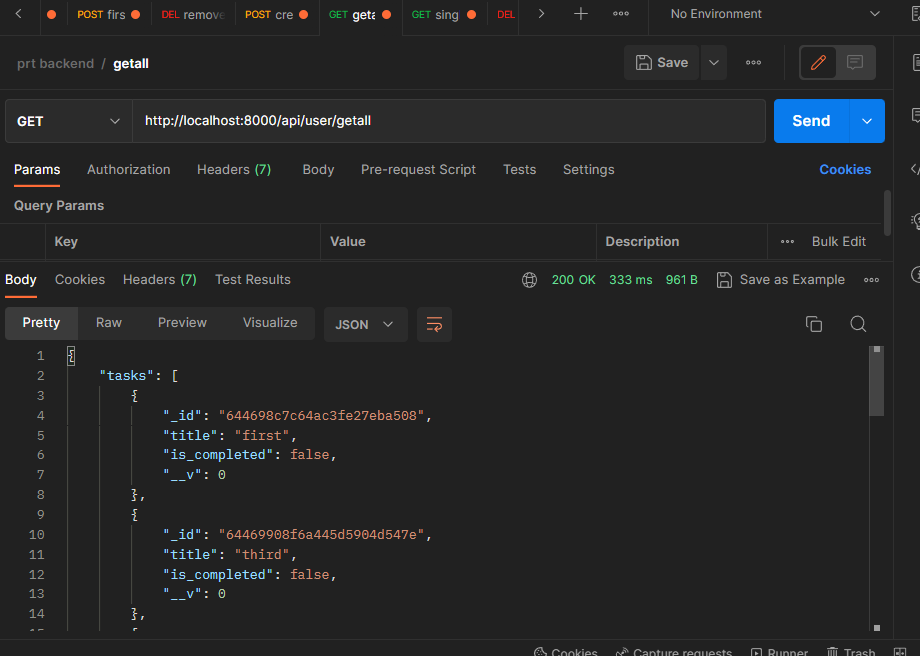 POST firs DEL remove POST cre GET geta GET sing DEL No Environment
prt backend / getall Save
GET http://localhost:8000/api/user/getall Send
Params Authorization Headers (7) Body Pre-request Script Tests Settings Cookies
Query Params
Key Value Description Bulk Edit
Body Cookies Headers (7) Test Results 200 OK 333 ms 961 B Save as Example
Pretty Raw Preview Visualize JSON
1 {
2 "tasks": [
3 {
4 "_id": "644698c7c64ac3fe27eba508",
5 "title": "first",
6 "is_completed": false,
7 "__v": 0
8 },
9 {
10 "_id": "64469908f6a445d5904d547e",
11 "title": "third",
12 "is_completed": false,
13 "__v": 0
14 },
Cookies Capture requests Runner Trash